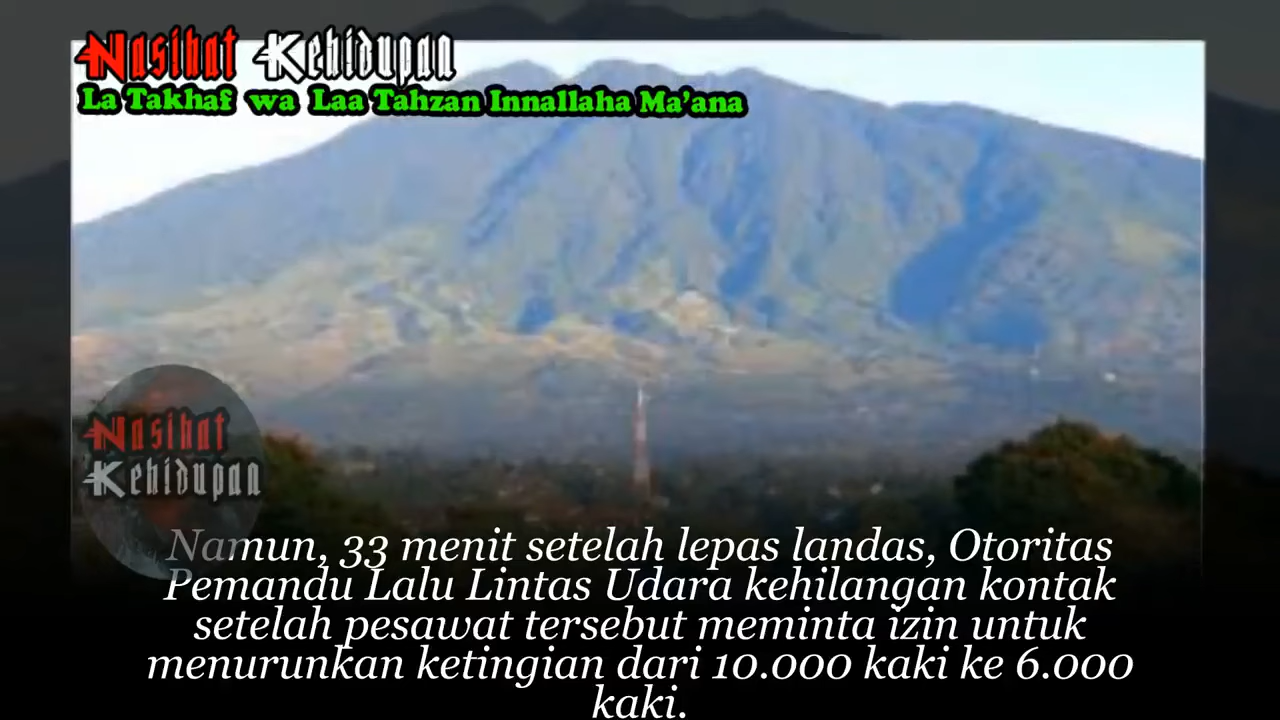 Nasihat Kehidupan
La Takhaf wa Laa Tahzan Innallaha Ma'ana
Nasihat
Kehidupan
Namun, 33 menit setelah lepas landas, Otoritas
Pemandu Lalu Lintas Udara kehilangan kontak
setelah pesawat tersebut meminta izin untuk
menurunkan ketingian dari 10.000 kaki ke 6.000
kaki.